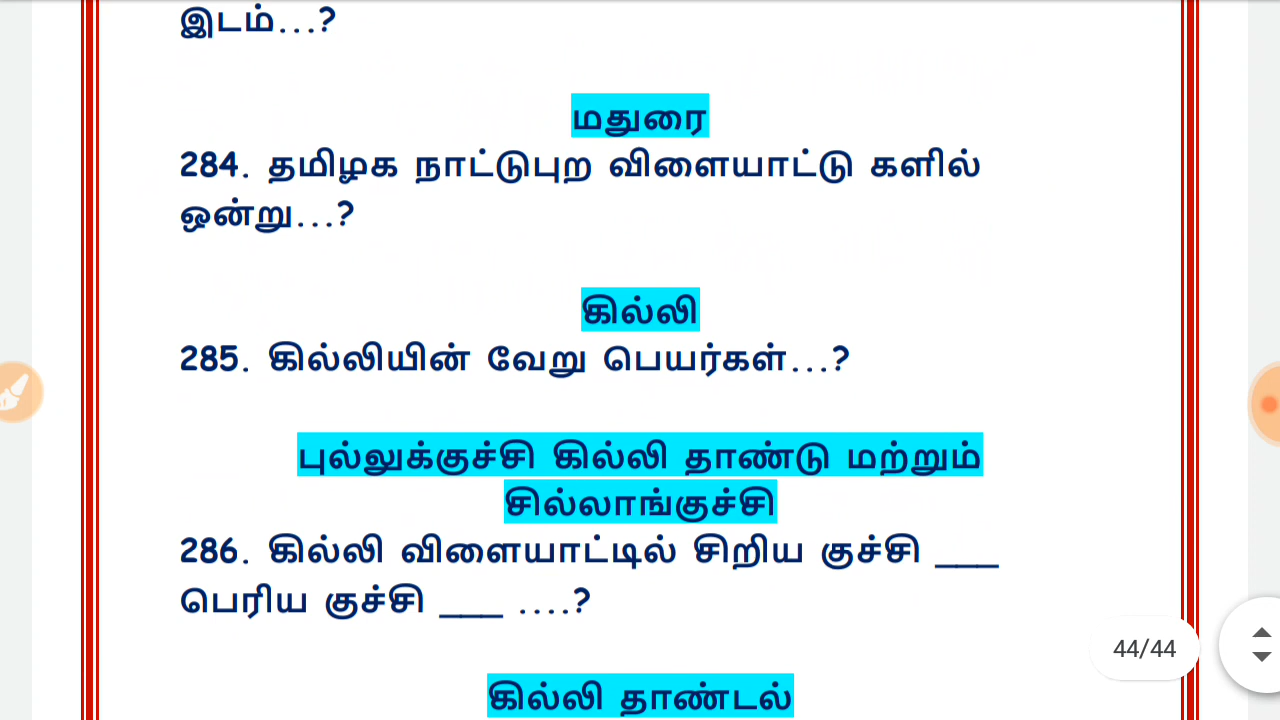 இடம்...?
மதுரை
284. தமிழக நாட்டுபுற விளையாட்டு களில்
ஒன்று...?
கில்லி
285. கில்லியின் வேறு பெயர்கள்...?
புல்லுக்குச்சி கில்லி தாண்டு மற்றும்
சில்லாங்குச்சி
286. கில்லி விளையாட்டில் சிறிய குச்சி ___
பெரிய குச்சி ___ ....?
44/44
கில்லி தாண்டல்